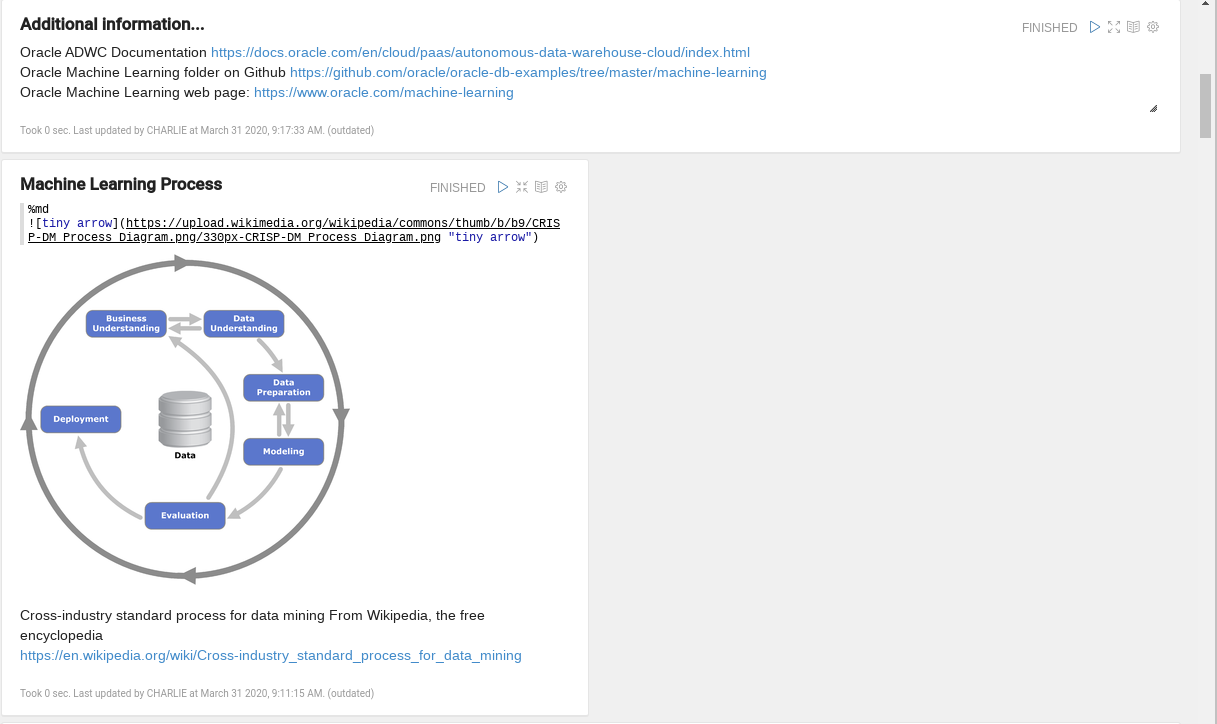 Additional information...
FINISHED
Oracle ADWC Documentation https://docs.oracle.com/en/cloud/paas/autonomous-data-warehouse-cloud/index.html
Oracle Machine Learning folder on Github https://github.com/oracle/oracle-db-examples/tree/master/machine-learning
Oracle Machine Learning web page: https://www.oracle.com/machine-learning
Took 0 sec. Last updated by CHARLIE at March 31 2020, 9:17:33 AM. (outdated)
Machine Learning Process
FINISHED
%md
![tiny arrow](https://upload.wikimedia.org/wikipedia/commons/thumb/b/b9/CRIS
P-DM_Process_Diagram.png/330px-CRISP-DM_Process_Diagram.png "tiny arrow")
Business
Understanding
Data
Understanding
Data
Preparation
Deployment
Data
Modeling
Evaluation
Cross-industry standard process for data mining From Wikipedia, the free
encyclopedia
https://en.wikipedia.org/wiki/Cross-industry_standard_process_for_data_mining
Took 0 sec. Last updated by CHARLIE at March 31 2020, 9:11:15 AM. (outdated)